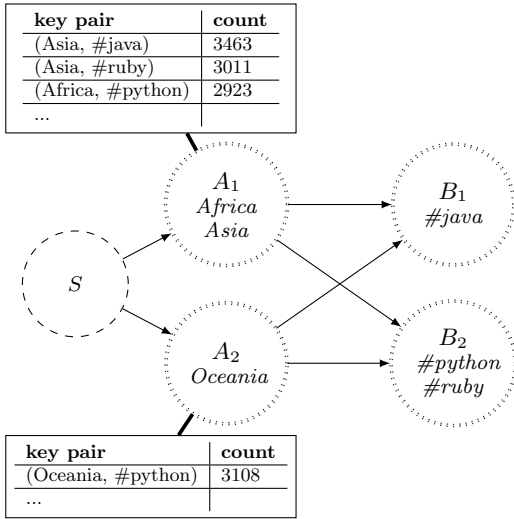 key pair count
(Asia, #java) 3463
(Asia, #ruby) 3011
(Africa, #python) 2923
...
A1
Africa
Asia
B1
#java
S
A2
Oceania
B2
#python
#ruby
key pair count
(Oceania, #python) 3108
...